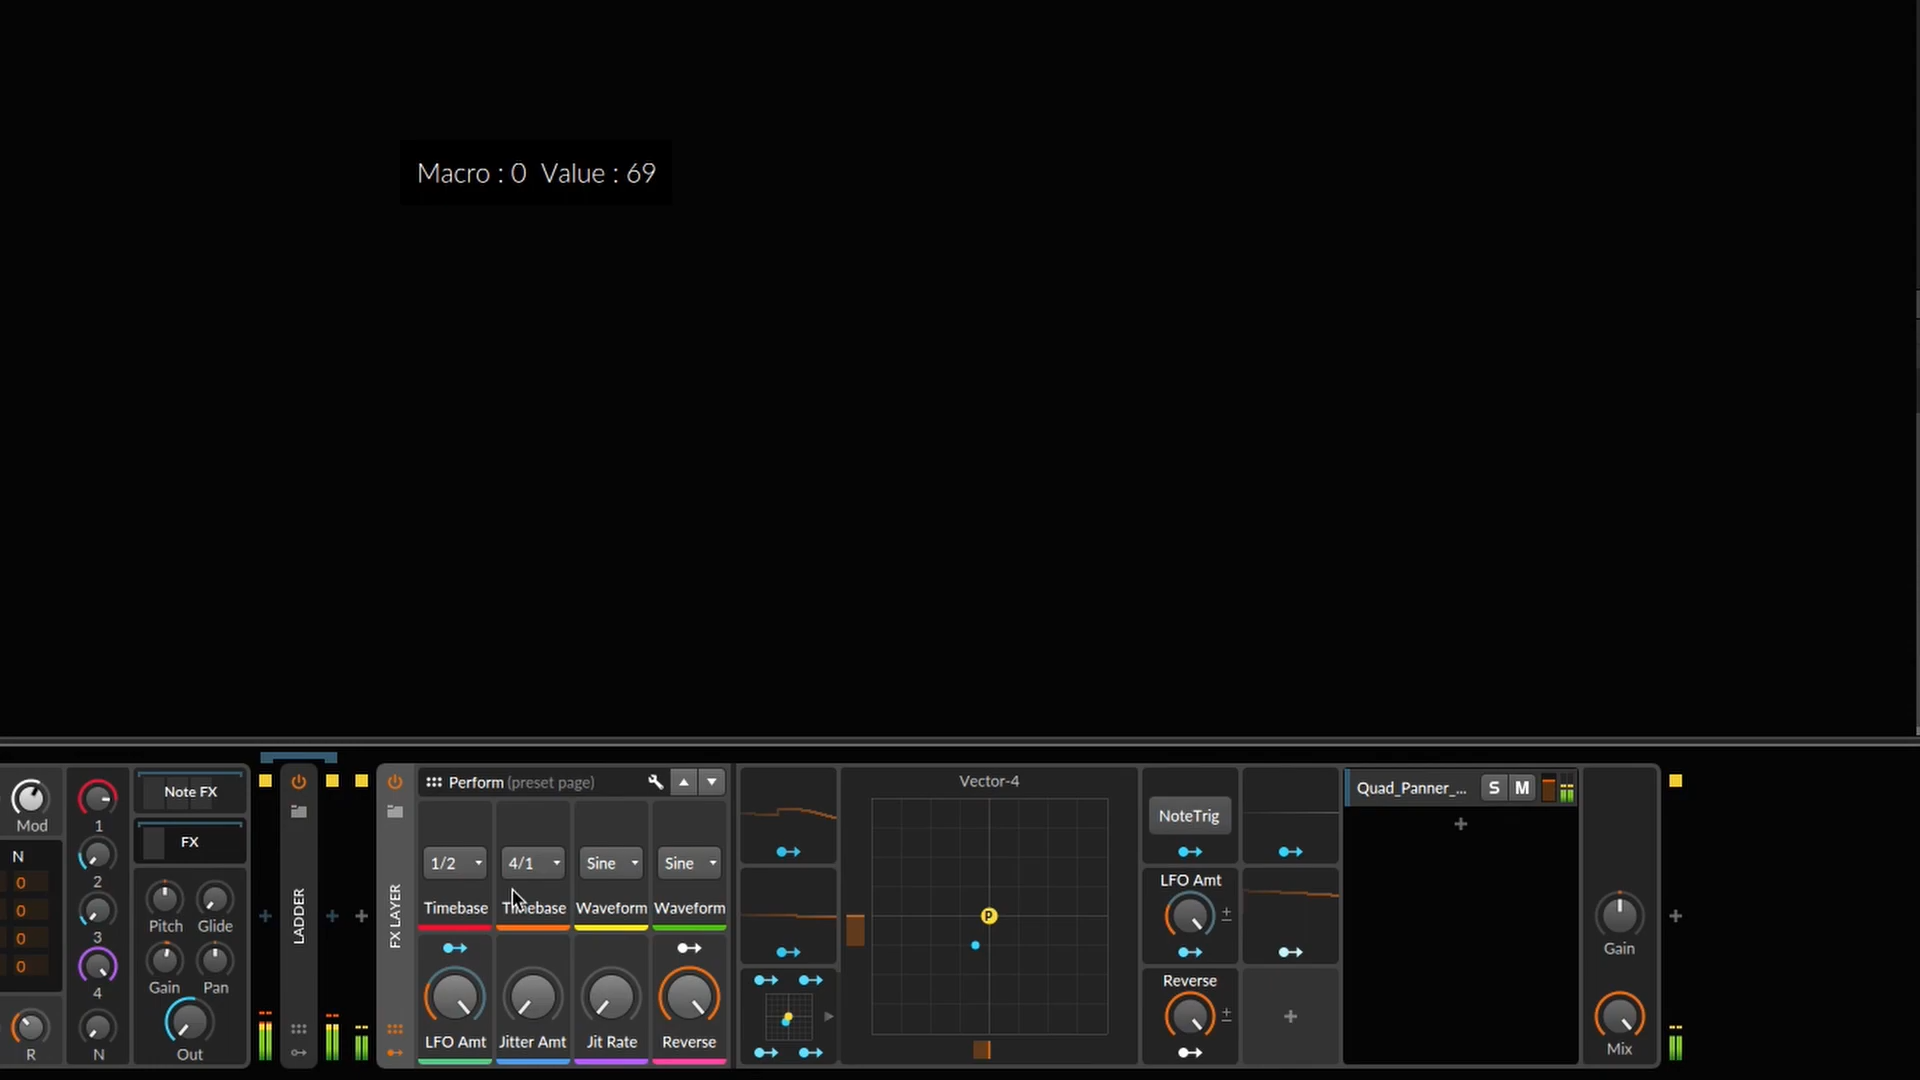 Macro : 0 Value : 69
Mod
N
0
0
0
0
R
1
2
3
4
N
Note FX
FX
Pitch Glide
Gain Pan
Out
LADDER
FX LAYER
Perform (preset page)
1/2 4/1 Sine Sine
Timebase Timebase Waveform Waveform
LFO Amt Jitter Amt Jit Rate Reverse
Vector-4
P
NoteTrig
LFO Amt
Reverse
Quad_Panner_... S M
Gain
Mix